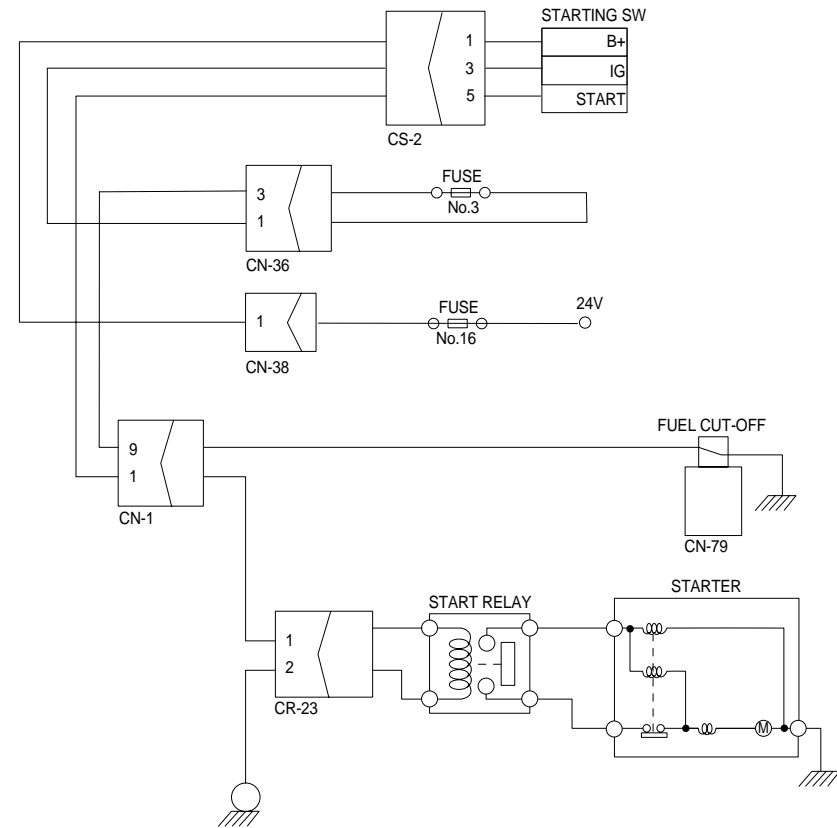 STARTING SW
1 B+
3 IG
5 START
CS-2
FUSE
3
No.3
1
CN-36
FUSE 24V
1
No.16
CN-38
FUEL CUT-OFF
9
1
CN-1
CN-79
START RELAY STARTER
1
2
CR-23
M